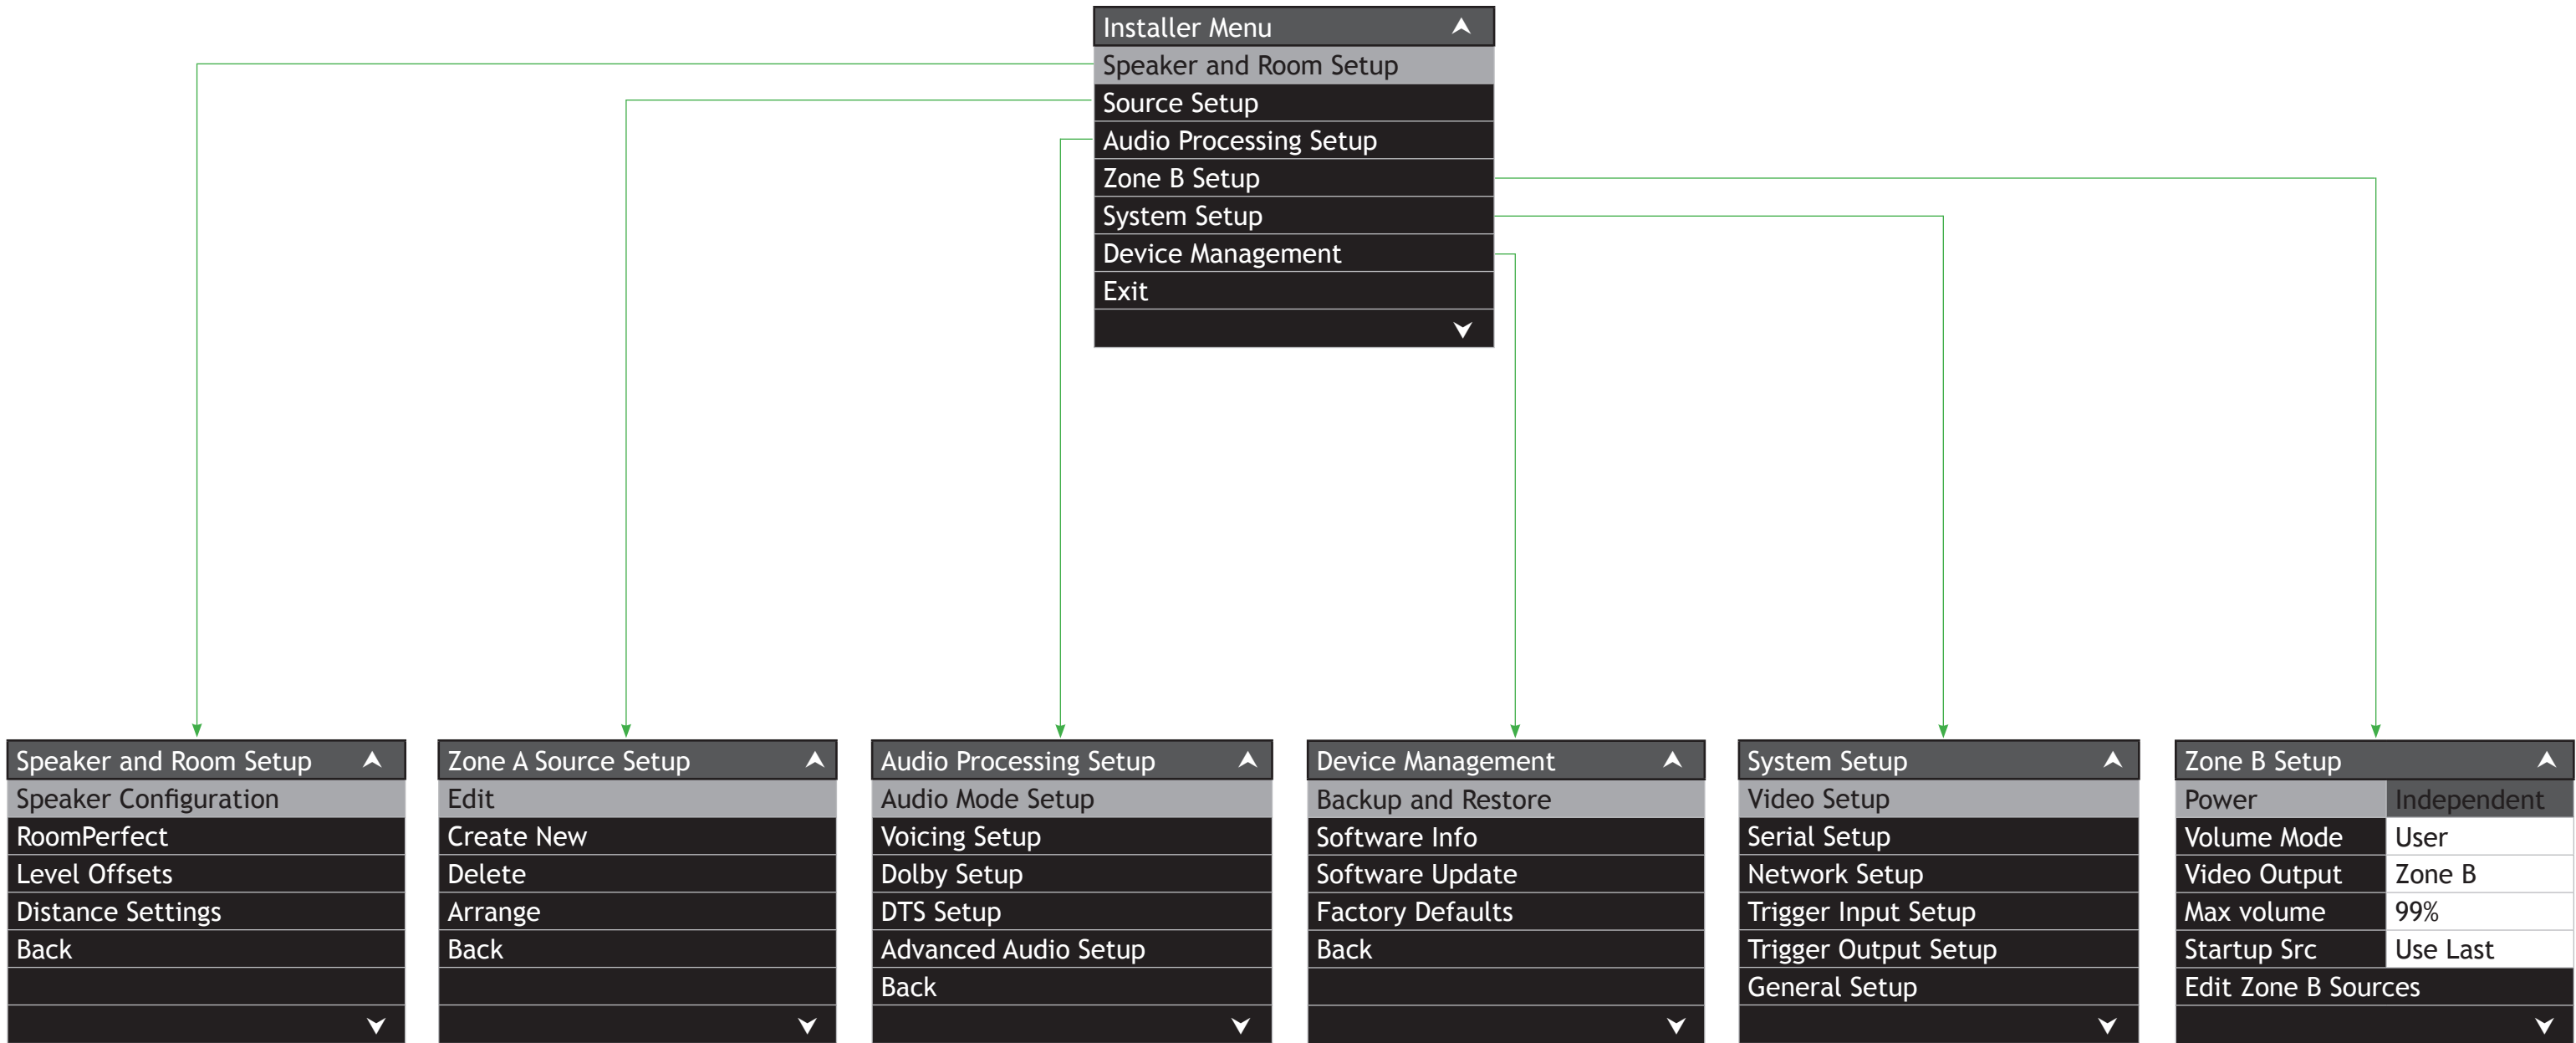 Installer Menu
Speaker and Room Setup
Source Setup
Audio Processing Setup
Zone B Setup
System Setup
Device Management
Exit
Speaker and Room Setup
Speaker Configuration
RoomPerfect
Level Offsets
Distance Settings
Back
Zone A Source Setup
Edit
Create New
Delete
Arrange
Back
Audio Processing Setup
Audio Mode Setup
Voicing Setup
Dolby Setup
DTS Setup
Advanced Audio Setup
Back
Device Management
Backup and Restore
Software Info
Software Update
Factory Defaults
Back
System Setup
Video Setup
Serial Setup
Network Setup
Trigger Input Setup
Trigger Output Setup
General Setup
Zone B Setup
Power Independent
Volume Mode User
Video Output Zone B
Max volume 99%
Startup Src Use Last
Edit Zone B Sources